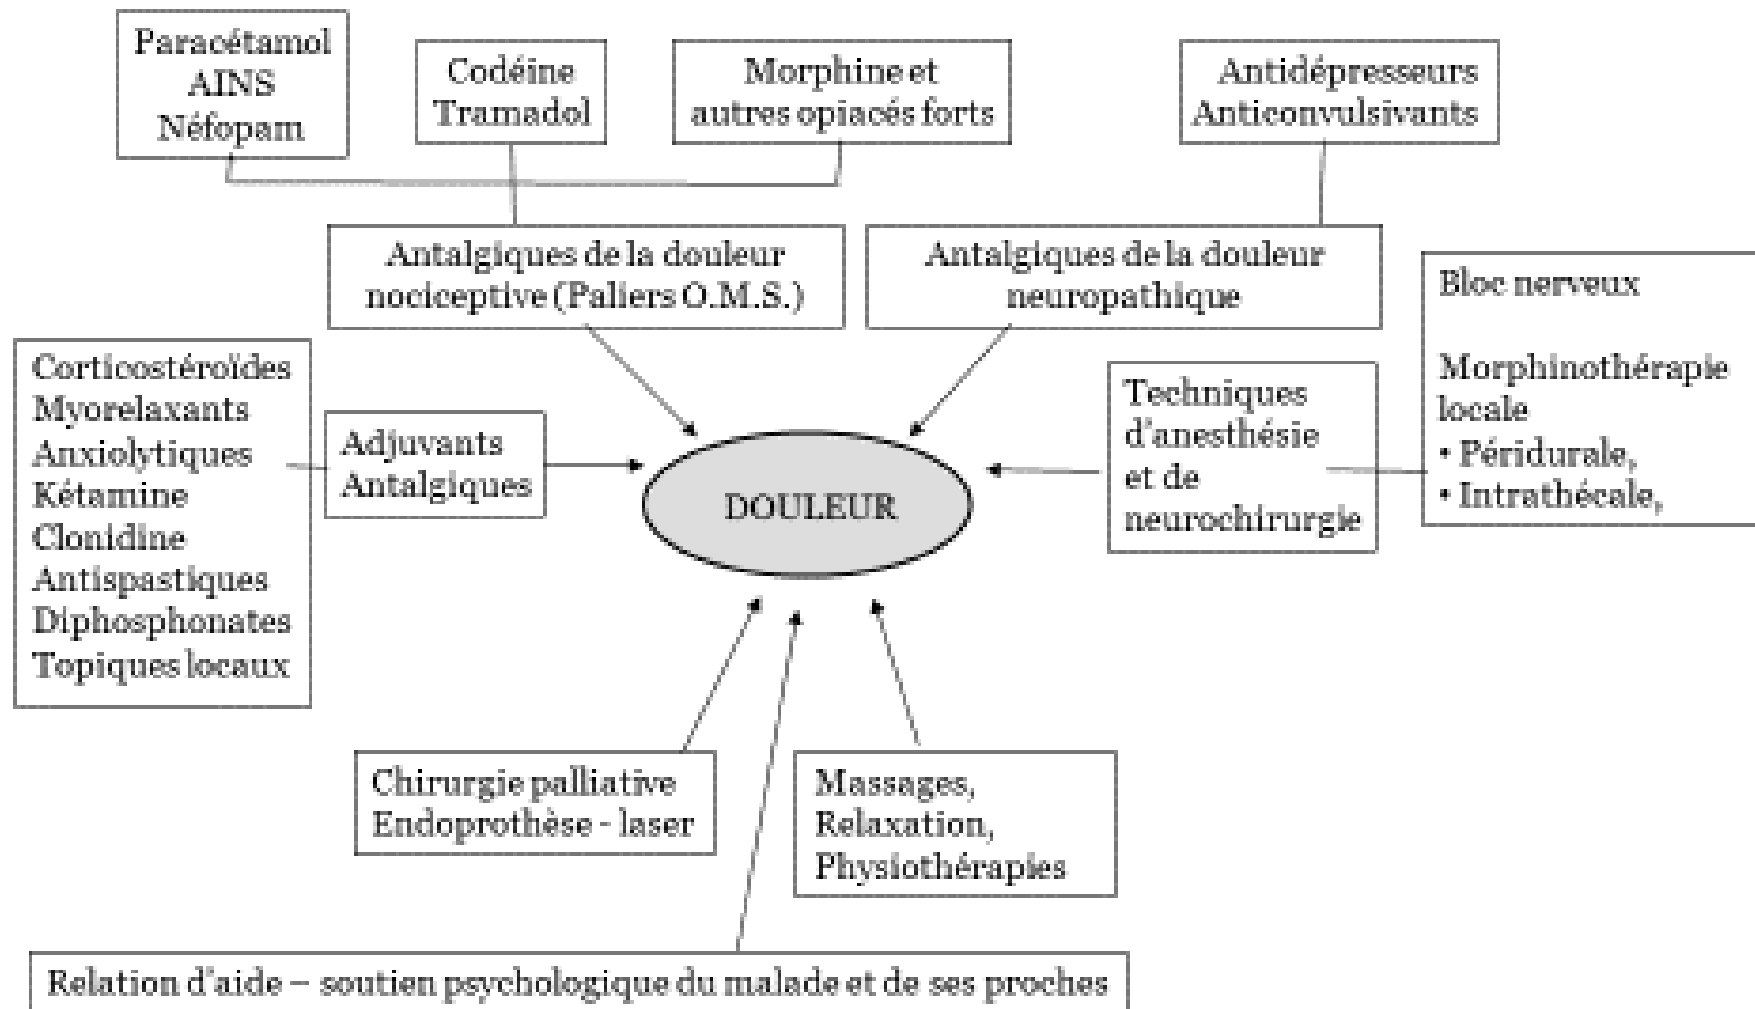 Paracétamol
AINS
Néfopam
Codéine
Tramadol
Morphine et
autres opiacés forts
Antidépresseurs
Anticonvulsivants
Antalgiques de la douleur
nociceptive (Paliers O.M.S.)
Antalgiques de la douleur
neuropathique
Bloc nerveux
Morphinothérapie
locale
• Péridurale,
• Intrathécale,
Corticostéroïdes
Myorelaxants
Anxiolytiques
Kétamine
Clonidine
Antispastiques
Diphosphonates
Topiques locaux
Adjuvants
Antalgiques
DOULEUR
Techniques
d'anesthésie
et de
neurochirurgie
Chirurgie palliative
Endoprothèse - laser
Massages,
Relaxation,
Physiothérapies
Relation d'aide – soutien psychologique du malade et de ses proches